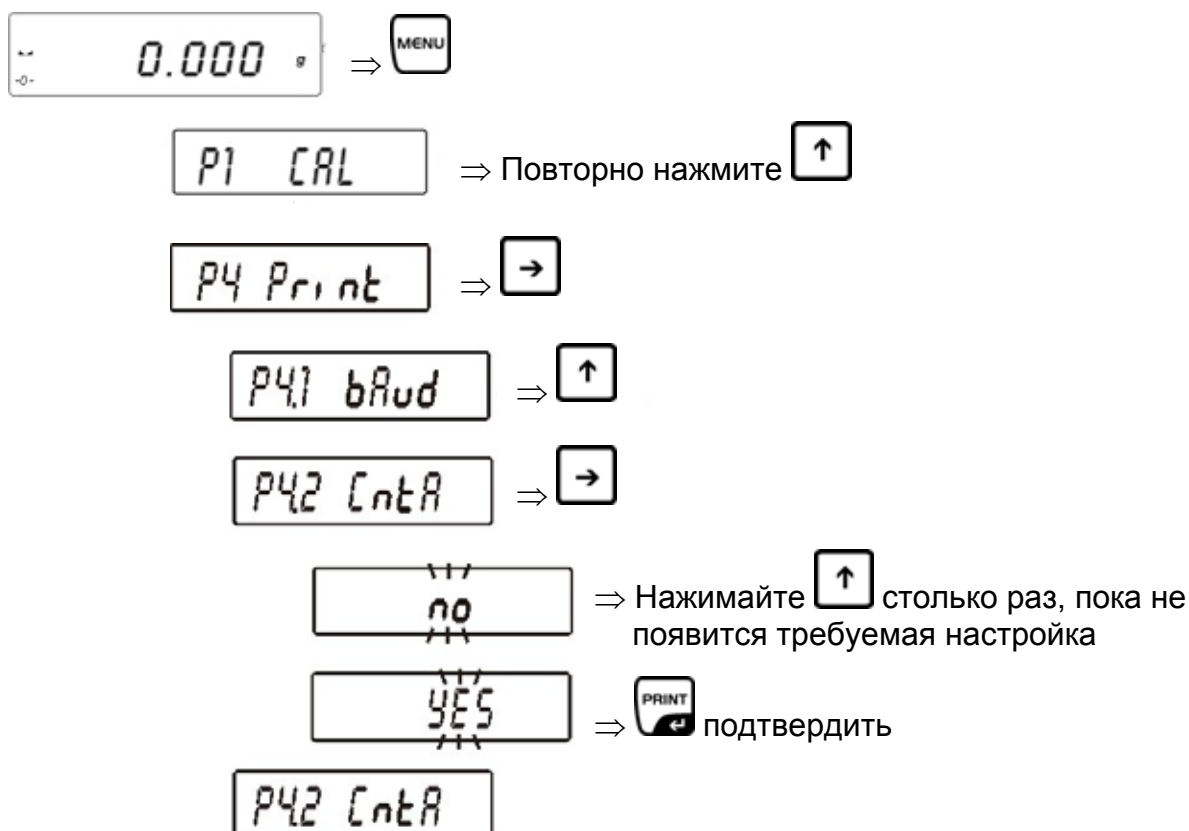 0.000 g ⇒ MENU
-0-
P1 CAL ⇒ Повторно нажмите ↑
P4 Print ⇒ →
P4.1 bAud ⇒ ↑
P4.2 CntA ⇒ →
no ⇒ Нажимайте ↑ столько раз, пока не
появится требуемая настройка
YES ⇒ PRINT подтвердить
P4.2 CntA